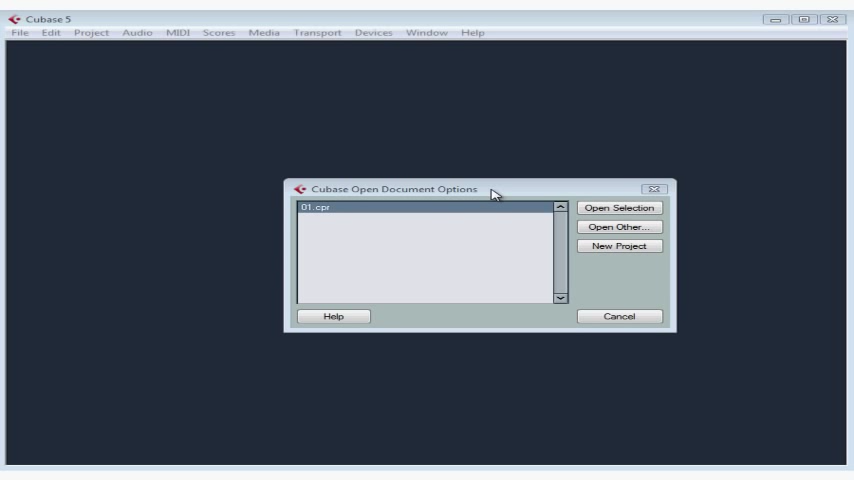 Cubase 5
File Edit Project Audio MIDI Scores Media Transport Devices Window Help
Cubase Open Document Options
01.cpr
Open Selection
Open Other...
New Project
Help
Cancel